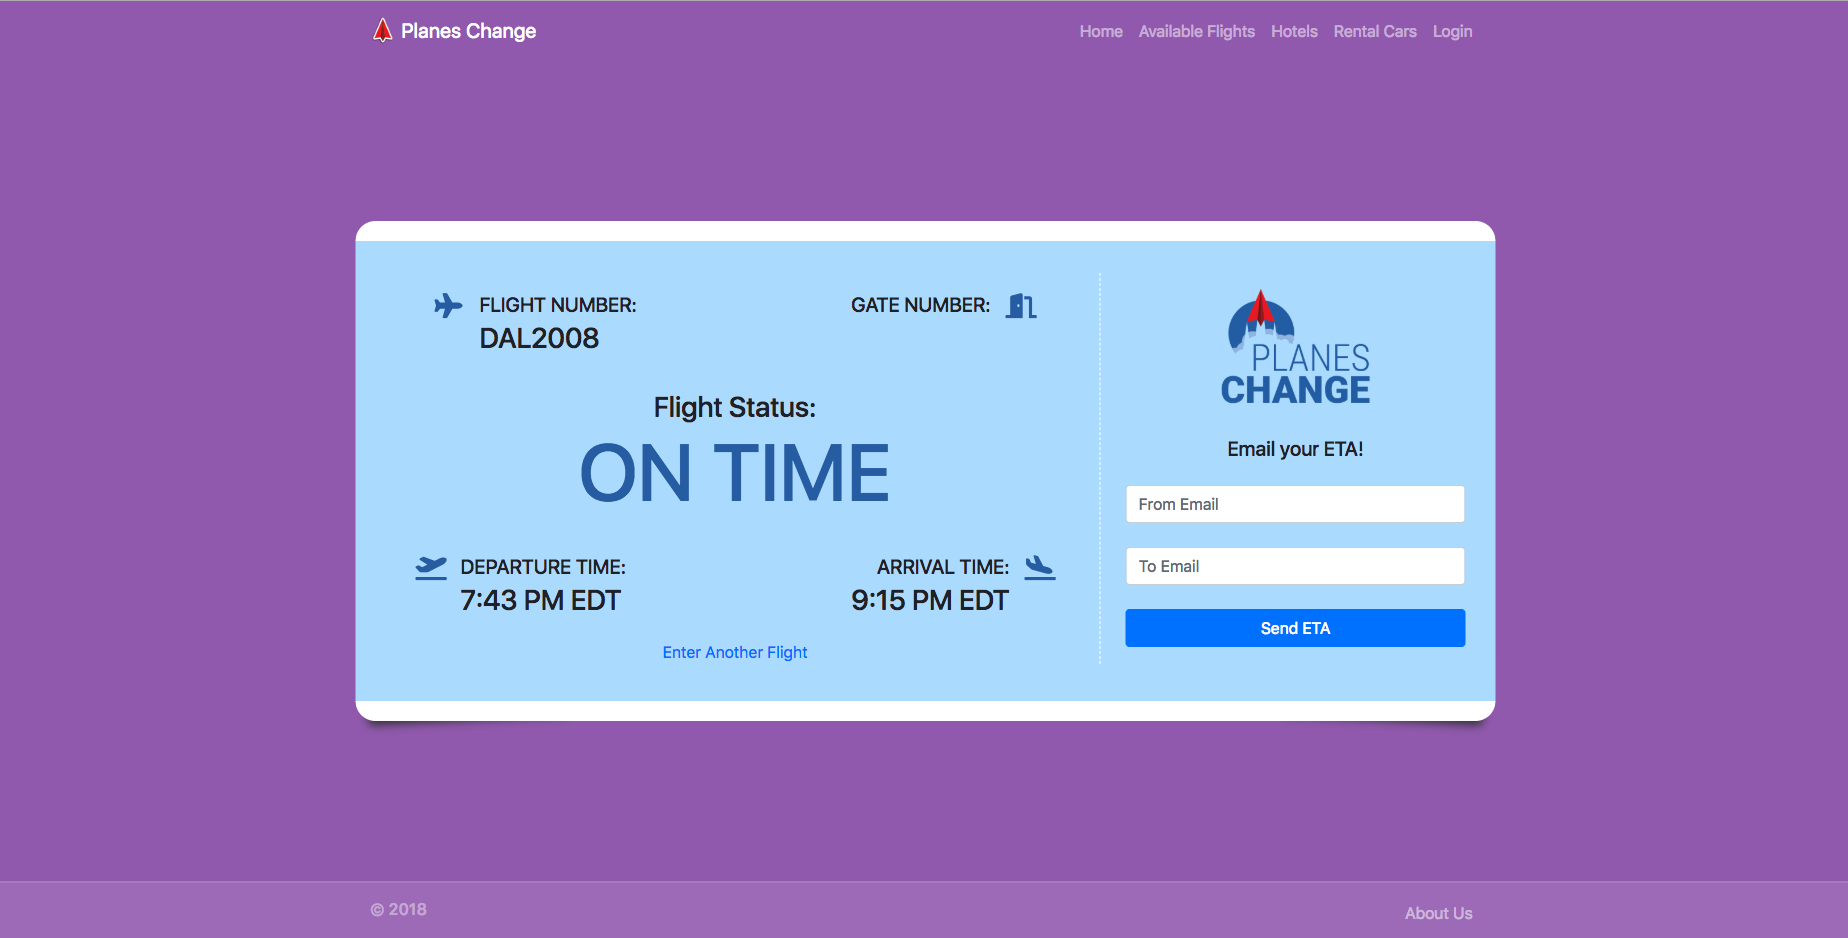 Planes Change
Home Available Flights Hotels Rental Cars Login
FLIGHT NUMBER:
DAL2008
GATE NUMBER:
Flight Status:
ON TIME
DEPARTURE TIME:
7:43 PM EDT
ARRIVAL TIME:
9:15 PM EDT
Enter Another Flight
PLANES
CHANGE
Email your ETA!
From Email
To Email
Send ETA
© 2018
About Us